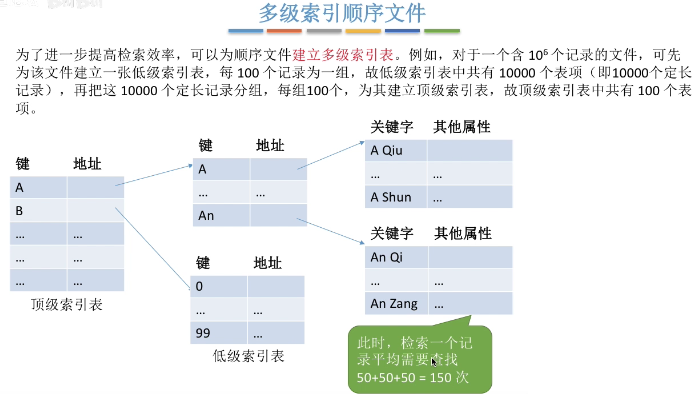 多级索引顺序文件
为了进一步提高检索效率，可以为顺序文件建立多级索引表。例如，对于一个含 10⁶ 个记录的文件，可先
为该文件建立一张低级索引表，每 100 个记录为一组，故低级索引表中共有 10000 个表项（即10000个定长
记录），再把这 10000 个定长记录分组，每组100个，为其建立顶级索引表，故顶级索引表中共有 100 个表
项。
键 地址
A
B
... ...
... ...
... ...
顶级索引表
键 地址
A
... ...
An
键 地址
0
... ...
99 ...
低级索引表
关键字 其他属性
A Qiu
... ...
A Shun ...
关键字 其他属性
An Qi
... ...
An Zang ...
此时，检索一个记
录平均需要查找
50+50+50 = 150 次